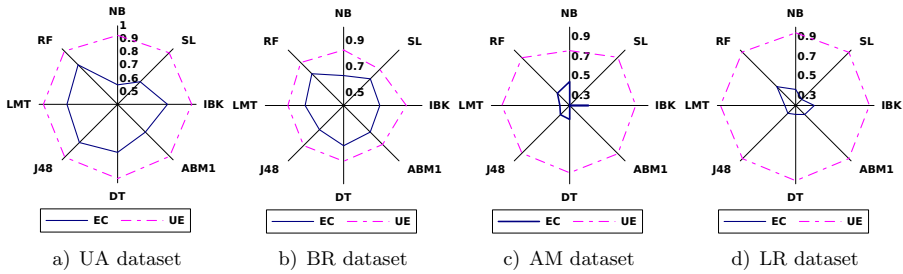 NB
1
0.9
0.8
0.7
0.6
0.5
RF
SL
LMT
IBK
J48
ABM1
DT
EC UE
a) UA dataset
NB
0.9
0.7
0.5
RF
SL
LMT
IBK
J48
ABM1
DT
EC UE
b) BR dataset
NB
0.9
0.7
0.5
0.3
RF
SL
LMT
IBK
J48
ABM1
DT
EC UE
c) AM dataset
NB
0.9
0.7
0.5
0.3
RF
SL
LMT
IBK
J48
ABM1
DT
EC UE
d) LR dataset